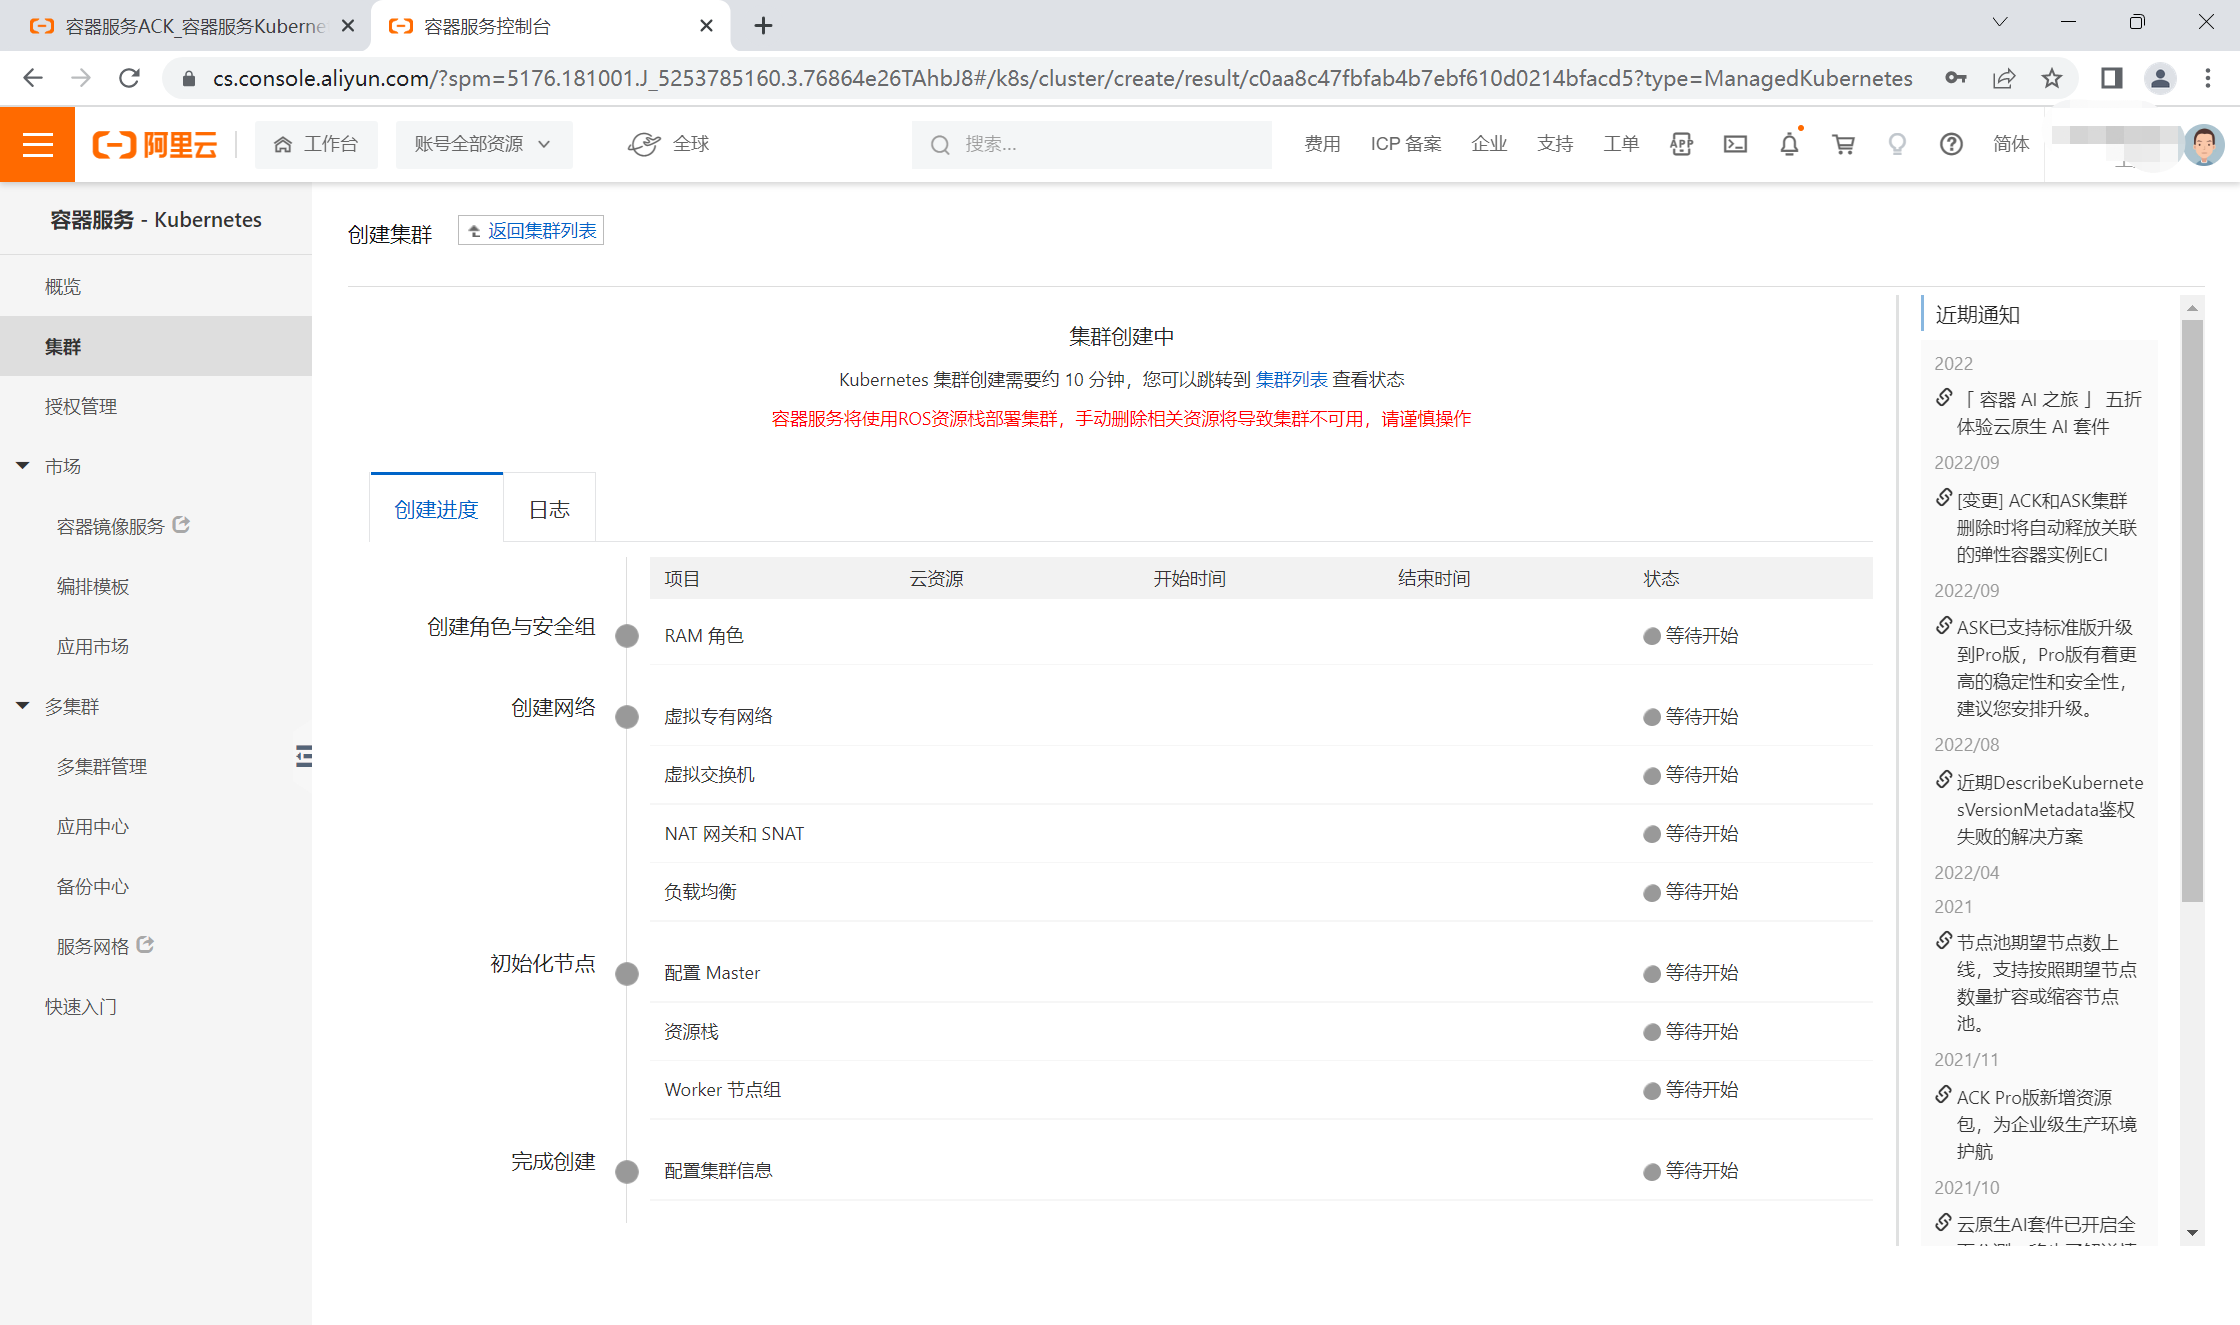 容器服务ACK_容器服务Kuberne
容器服务控制台
cs.console.aliyun.com/?spm=5176.181001.J_5253785160.3.76864e26TAhbJ8#/k8s/cluster/create/result/c0aa8c47fbfab4b7ebf610d0214bfacd5?type=ManagedKubernetes
阿里云
工作台
账号全部资源
全球
搜索...
费用
ICP 备案
企业
支持
工单
APP
简体
容器服务 - Kubernetes
概览
集群
授权管理
市场
容器镜像服务
编排模板
应用市场
多集群
多集群管理
应用中心
备份中心
服务网格
快速入门
创建集群
返回集群列表
集群创建中
Kubernetes 集群创建需要约 10 分钟，您可以跳转到 集群列表 查看状态
容器服务将使用ROS资源栈部署集群，手动删除相关资源将导致集群不可用，请谨慎操作
创建进度
日志
项目 云资源 开始时间 结束时间 状态
创建角色与安全组
RAM 角色 等待开始
创建网络
虚拟专有网络 等待开始
虚拟交换机 等待开始
NAT 网关和 SNAT 等待开始
负载均衡 等待开始
初始化节点
配置 Master 等待开始
资源栈 等待开始
Worker 节点组 等待开始
完成创建
配置集群信息 等待开始
近期通知
2022
「 容器 AI 之旅 」 五折
体验云原生 AI 套件
2022/09
[变更] ACK和ASK集群
删除时将自动释放关联
的弹性容器实例ECI
2022/09
ASK已支持标准版升级
到Pro版，Pro版有着更
高的稳定性和安全性，
建议您安排升级。
2022/08
近期DescribeKubernete
sVersionMetadata鉴权
失败的解决方案
2022/04
2021
节点池期望节点数上
线，支持按照期望节点
数量扩容或缩容节点
池。
2021/11
ACK Pro版新增资源
包，为企业级生产环境
护航
2021/10
云原生AI套件已开启全